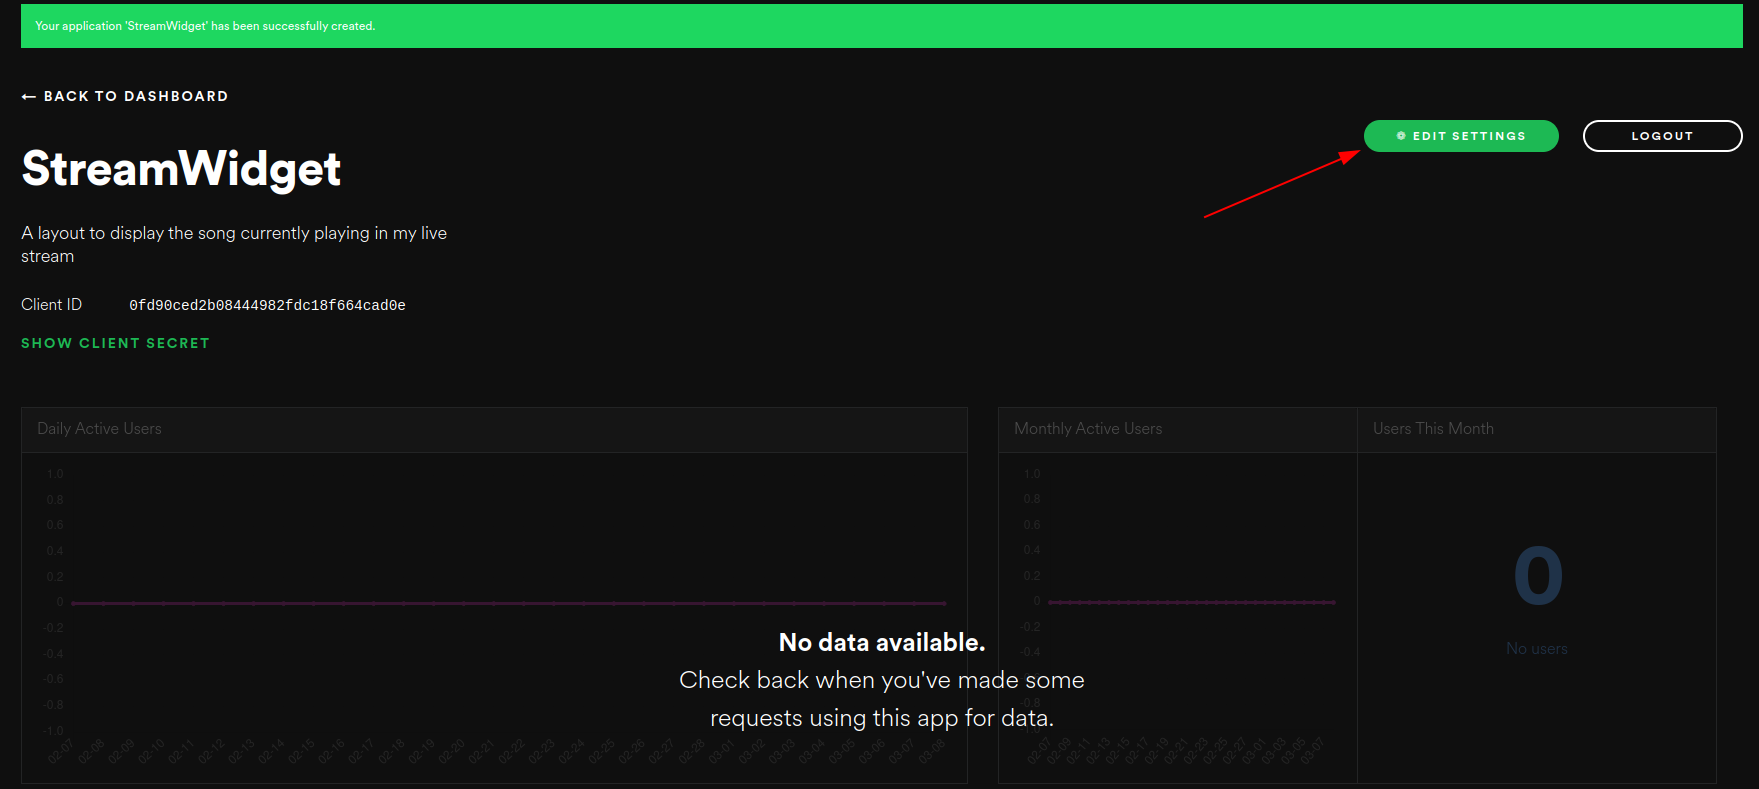 Your application 'StreamWidget' has been successfully created.
← BACK TO DASHBOARD
EDIT SETTINGS
LOGOUT
StreamWidget
A layout to display the song currently playing in my live
stream
Client ID 0fd90ced2b08444982fdc18f664cad0e
SHOW CLIENT SECRET
Daily Active Users
1.0
0.8
0.6
0.4
0.2
0
-0.2
-0.4
-0.6
-0.8
-1.0
02-07 02-08 02-09 02-10 02-11 02-12 02-13 02-14 02-15 02-16 02-17 02-18 02-19 02-20 02-21 02-22 02-23 02-24 02-25 02-26 02-27 02-28 03-01 03-02 03-03 03-04 03-05 03-06 03-07 03-08
Monthly Active Users
1.0
0.8
0.6
0.4
0.2
0
-0.2
-0.4
-0.8
-1.0
02-07 02-09 02-11 02-13 02-15 02-17 02-19 02-21 02-23 02-25 02-27 03-01 03-03 03-05 03-07
Users This Month
0
No users
No data available.
Check back when you've made some
requests using this app for data.